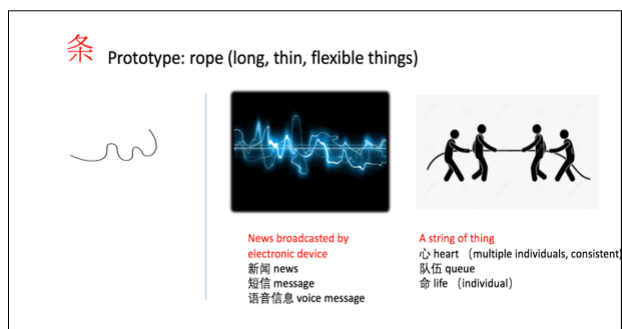 条 Prototype: rope (long, thin, flexible things)
News broadcasted by
electronic device
新闻 news
短信 message
语音信息 voice message
A string of thing
心 heart （multiple individuals, consistent）
队伍 queue
命 life （individual）